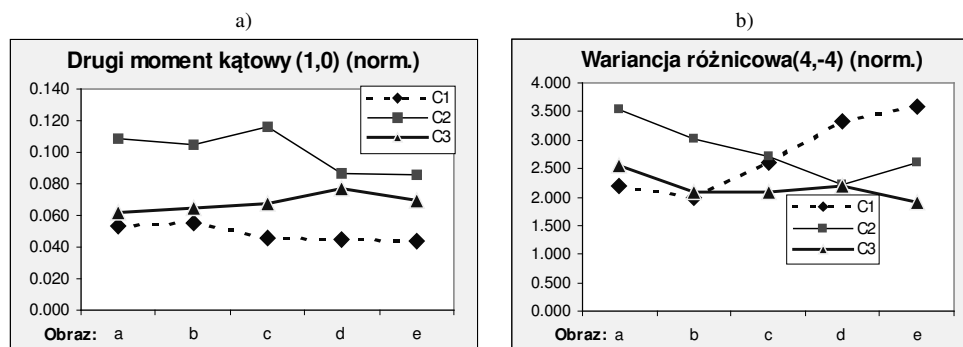 a)
Drugi moment kątowy (1,0) (norm.)
0.140
0.120
0.100
0.080
0.060
0.040
0.020
0.000
C1
C2
C3
Obraz: a b c d e
b)
Wariancja różnicowa(4,-4) (norm.)
4.000
3.500
3.000
2.500
2.000
1.500
1.000
0.500
0.000
C1
C2
C3
Obraz: a b c d e